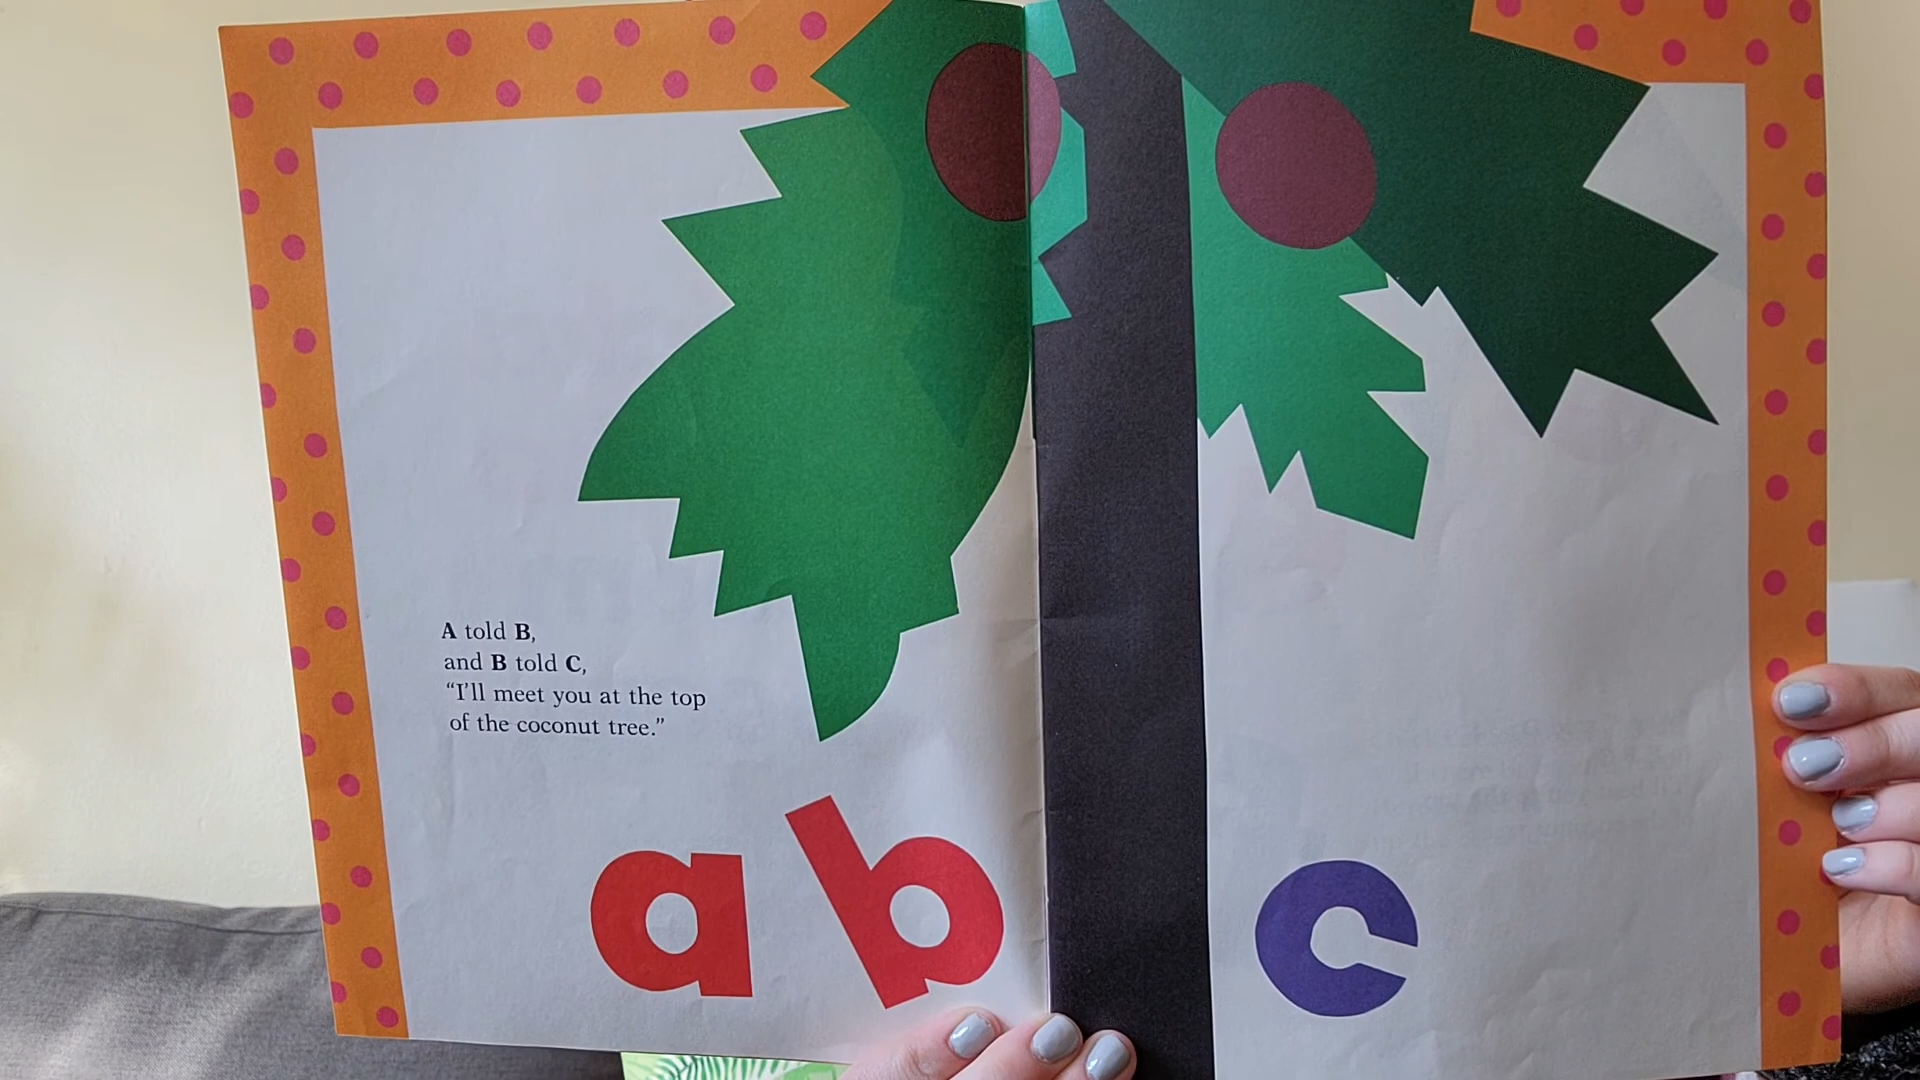 A told B,
and B told C,
“I’ll meet you at the top
of the coconut tree.”
a b c